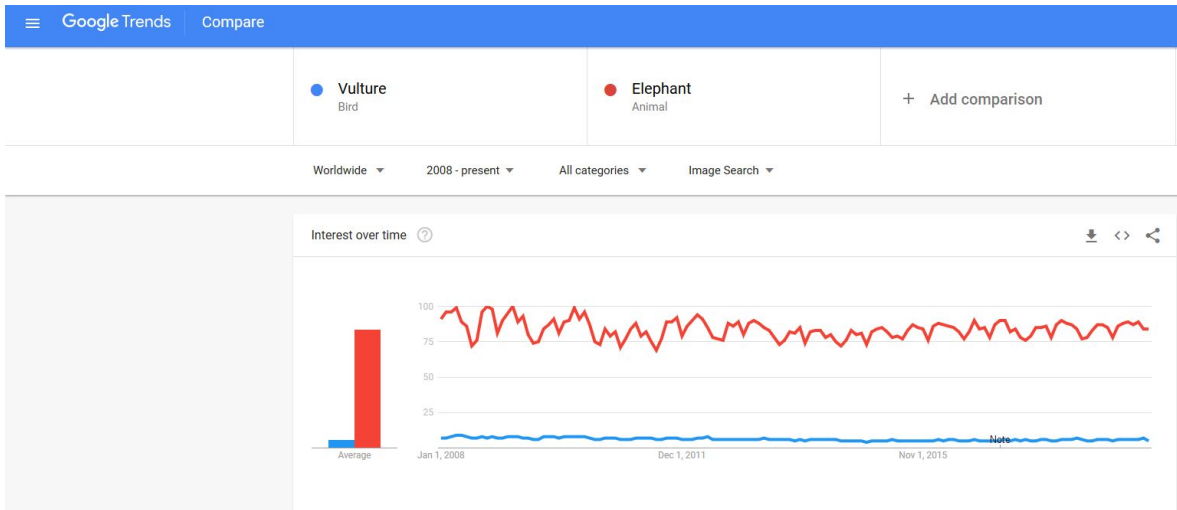 Google Trends Compare
Vulture
Bird
Elephant
Animal
+ Add comparison
Worldwide 2008 - present All categories Image Search
Interest over time ?
100
75
50
25
Note
Average Jan 1, 2008 Dec 1, 2011 Nov 1, 2015